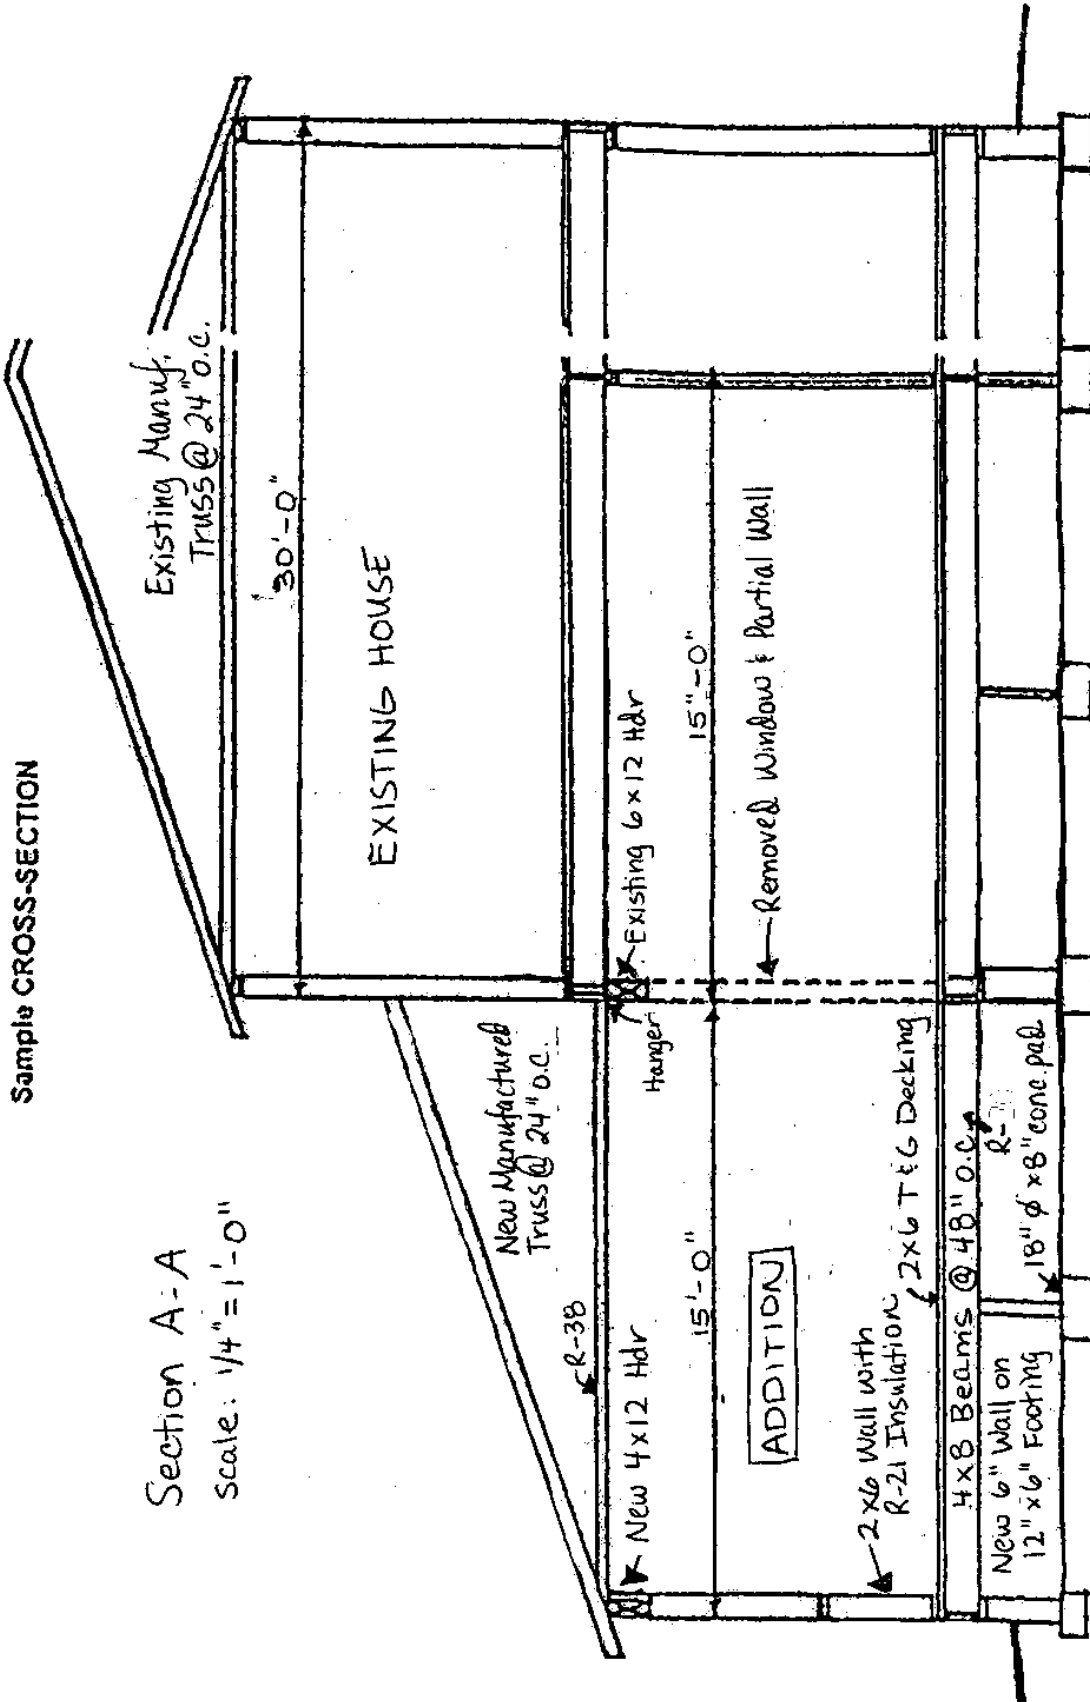 Sample CROSS-SECTION
Section A-A
Scale: 1/4"=1'-0"
Existing Manuf.
Truss @ 24" o.c.
30'-0"
EXISTING HOUSE
New Manufactured
Truss @ 24" o.c.
R-38
New 4x12 Hdr
Hanger
Existing 6x12 Hdr
15'-0"
15"-0"
ADDITION
Removed Window & Partial Wall
2x6 Wall with
R-21 Insulation
2x6 T&G Decking
4x8 Beams @ 48" o.c.
R-
New 6" Wall on
12"x6" Footing
18" ø x8" conc. pad